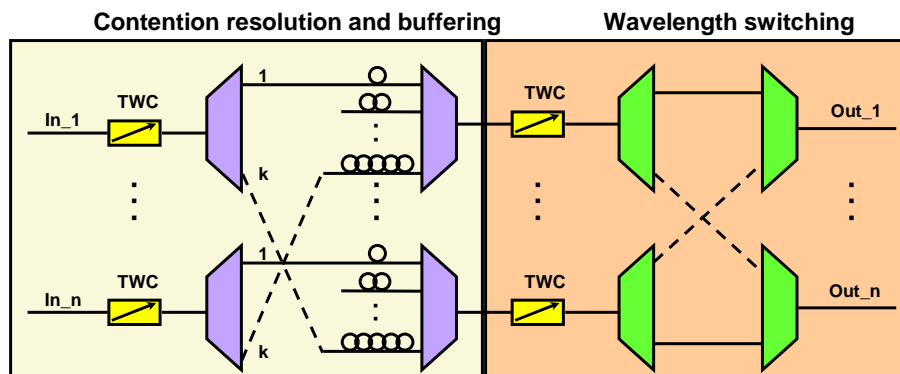 Contention resolution and buffering
Wavelength switching
TWC
In_1
1
k
TWC
Out_1
TWC
In_n
1
k
TWC
Out_n